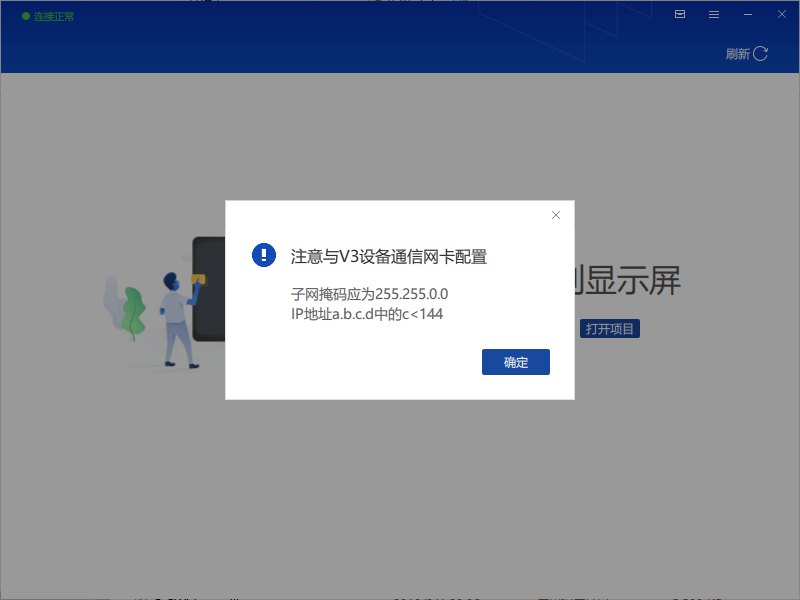 连接正常
刷新
注意与V3设备通信网卡配置
子网掩码应为255.255.0.0
IP地址a.b.c.d中的c<144
确定
显示屏
打开项目